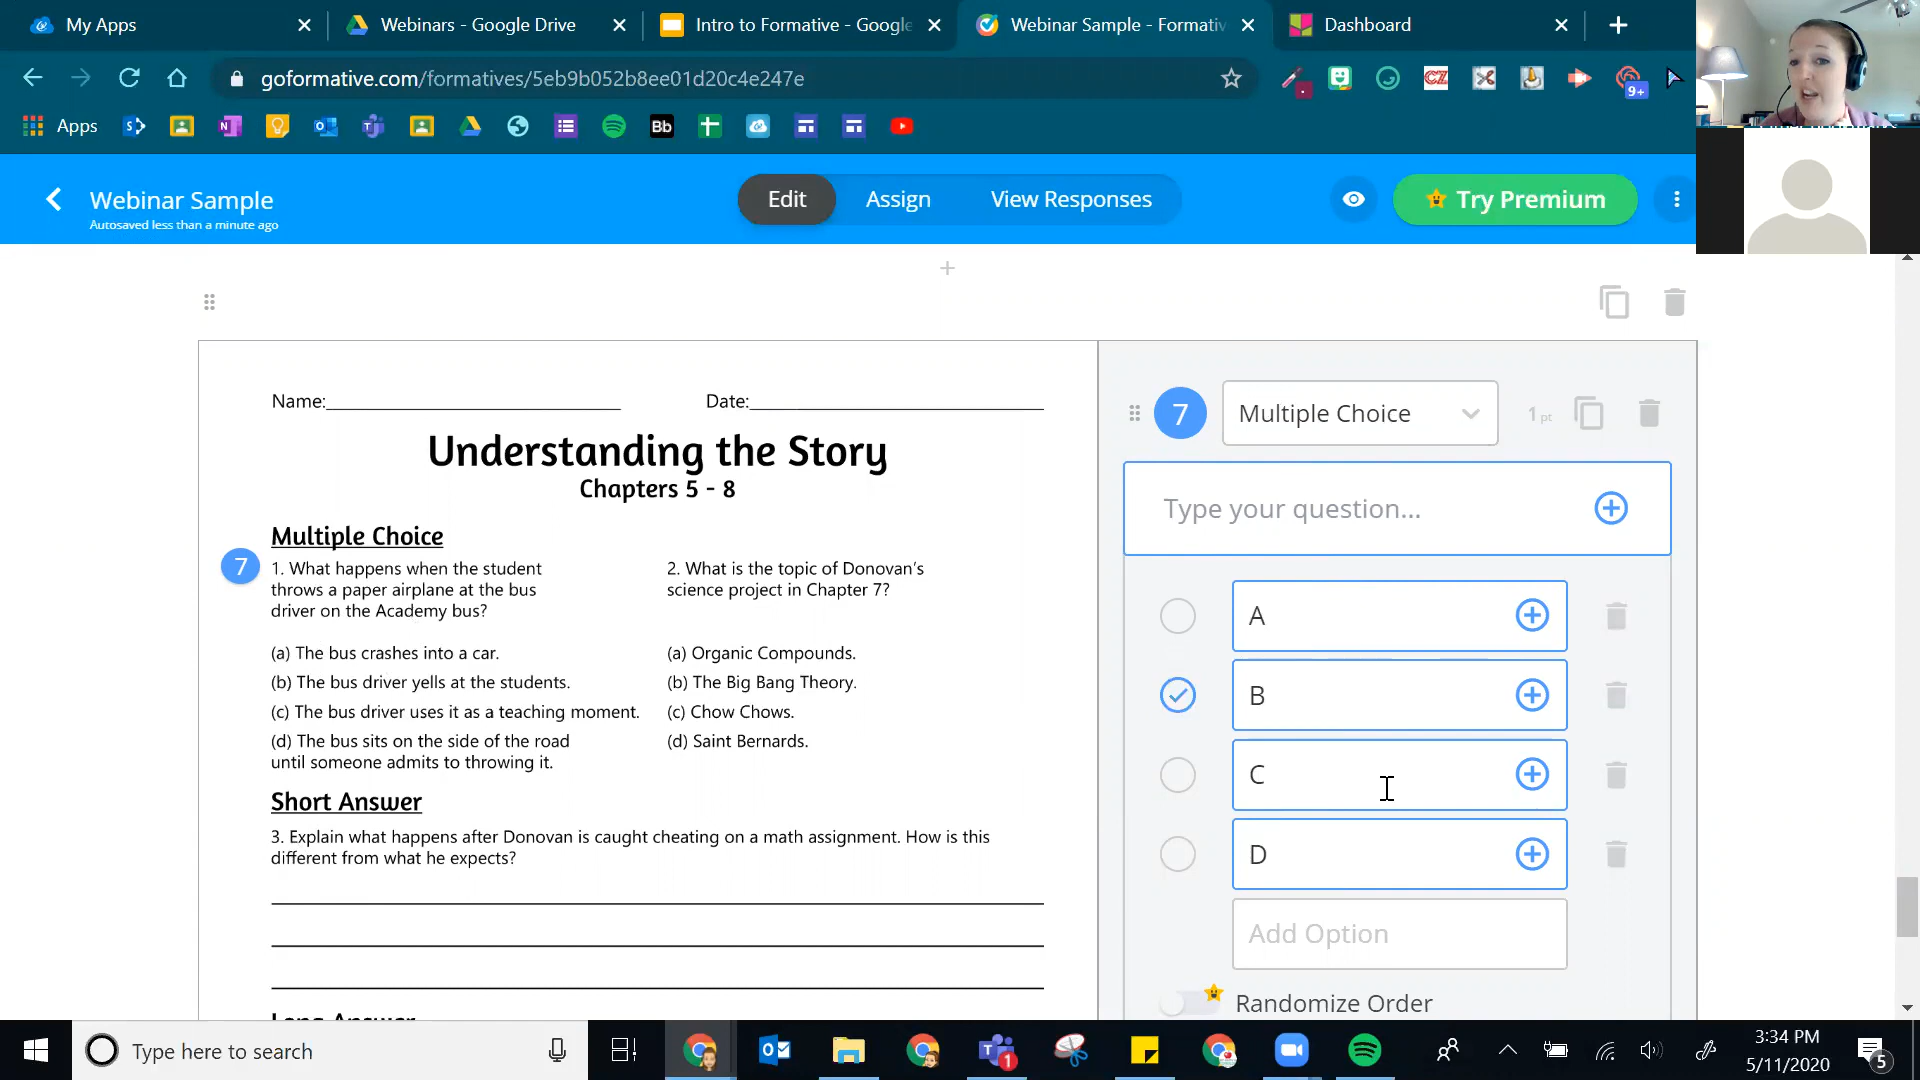 My Apps
Webinars - Google Drive
Intro to Formative - Google
Webinar Sample - Formativ
Dashboard
goformative.com/formatives/5eb9b052b8ee01d20c4e247e
CZ
9+
Apps
Bb
Webinar Sample
Autosaved less than a minute ago
Edit
Assign
View Responses
Try Premium
Name:
Date:
Understanding the Story
Chapters 5 - 8
Multiple Choice
7
1. What happens when the student
throws a paper airplane at the bus
driver on the Academy bus?
(a) The bus crashes into a car.
(b) The bus driver yells at the students.
(c) The bus driver uses it as a teaching moment.
(d) The bus sits on the side of the road
until someone admits to throwing it.
2. What is the topic of Donovan's
science project in Chapter 7?
(a) Organic Compounds.
(b) The Big Bang Theory.
(c) Chow Chows.
(d) Saint Bernards.
Short Answer
3. Explain what happens after Donovan is caught cheating on a math assignment. How is this
different from what he expects?
7
Multiple Choice
1 pt
Type your question...
A
B
C
D
Add Option
Randomize Order
Type here to search
1
3:34 PM
5/11/2020
5